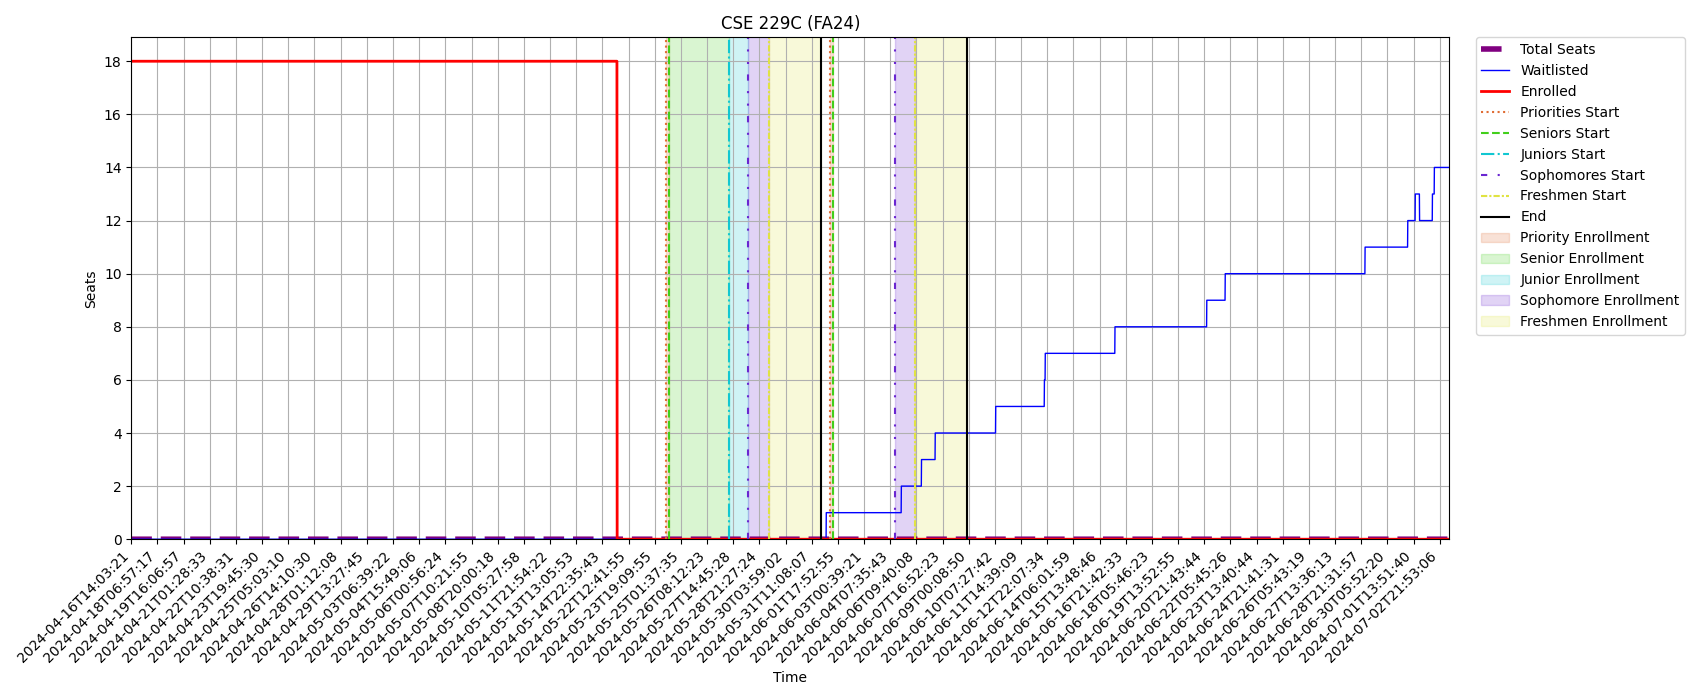 CSE 229C (FA24)
Total Seats
Waitlisted
Enrolled
Priorities Start
Seniors Start
Juniors Start
Sophomores Start
Freshmen Start
End
Priority Enrollment
Senior Enrollment
Junior Enrollment
Sophomore Enrollment
Freshmen Enrollment
Seats
18
16
14
12
10
8
6
4
2
0
2024-04-16T14:03:21
2024-04-18T06:57:17
2024-04-19T16:06:57
2024-04-21T01:28:33
2024-04-22T10:38:31
2024-04-23T19:45:30
2024-04-25T05:03:10
2024-04-26T14:10:30
2024-04-28T01:12:08
2024-04-29T13:27:45
2024-05-03T06:39:22
2024-05-04T15:49:06
2024-05-06T00:56:24
2024-05-07T10:21:55
2024-05-08T20:00:18
2024-05-10T05:27:58
2024-05-11T21:54:22
2024-05-13T13:05:53
2024-05-14T22:35:43
2024-05-22T12:41:55
2024-05-23T19:09:55
2024-05-25T01:37:35
2024-05-26T08:12:23
2024-05-27T14:45:28
2024-05-28T21:27:24
2024-05-30T03:59:02
2024-05-31T11:08:07
2024-06-01T17:52:55
2024-06-03T00:39:21
2024-06-04T07:35:43
2024-06-06T09:40:08
2024-06-07T16:52:23
2024-06-09T00:08:50
2024-06-10T07:27:42
2024-06-11T14:39:09
2024-06-12T22:07:34
2024-06-14T06:01:59
2024-06-15T13:48:46
2024-06-16T21:42:33
2024-06-18T05:46:23
2024-06-19T13:52:55
2024-06-20T21:43:44
2024-06-22T05:45:26
2024-06-23T13:40:44
2024-06-24T21:41:31
2024-06-26T05:43:19
2024-06-27T13:36:13
2024-06-28T21:31:57
2024-06-30T05:52:20
2024-07-01T13:51:40
2024-07-02T21:53:06
Time